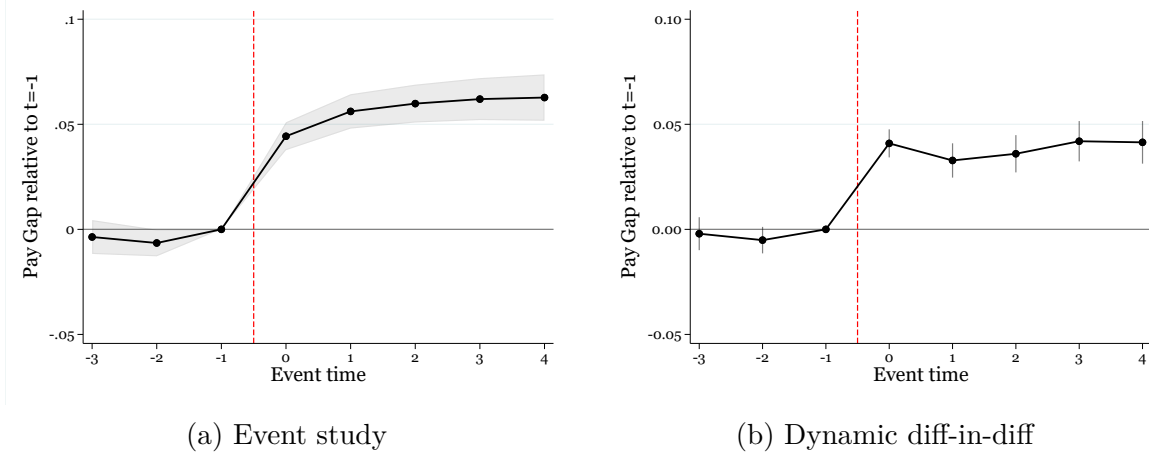 Pay Gap relative to t=-1
.1
.05
0
-.05
-3 -2 -1 0 1 2 3 4
Event time
(a) Event study
Pay Gap relative to t=-1
0.10
0.05
0.00
-0.05
-3 -2 -1 0 1 2 3 4
Event time
(b) Dynamic diff-in-diff